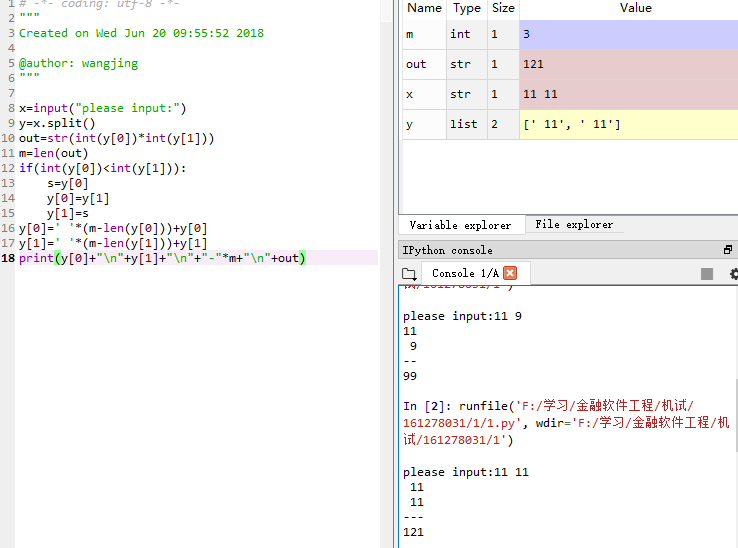 1 # -*- coding: utf-8 -*-
2 """
3 Created on Wed Jun 20 09:55:52 2018
4
5 @author: wangjing
6 """
7
8 x=input("please input:")
9 y=x.split()
10 out=str(int(y[0])*int(y[1]))
11 m=len(out)
12 if(int(y[0])<int(y[1])):
13     s=y[0]
14     y[0]=y[1]
15     y[1]=s
16 y[0]=' '*(m-len(y[0]))+y[0]
17 y[1]=' '*(m-len(y[1]))+y[1]
18 print(y[0]+"\n"+y[1]+"\n"+"-"*m+"\n"+out)
Name Type Size Value
m int 1 3
out str 1 121
x str 1 11 11
y list 2 [' 11', ' 11']
Variable explorer File explorer
IPython console
Console 1/A
试/161278031/1')
please input:11 9
11
 9
--
99
In [2]: runfile('F:/学习/金融软件工程/机试/
161278031/1/1.py', wdir='F:/学习/金融软件工程/机
试/161278031/1')
please input:11 11
 11
 11
---
121